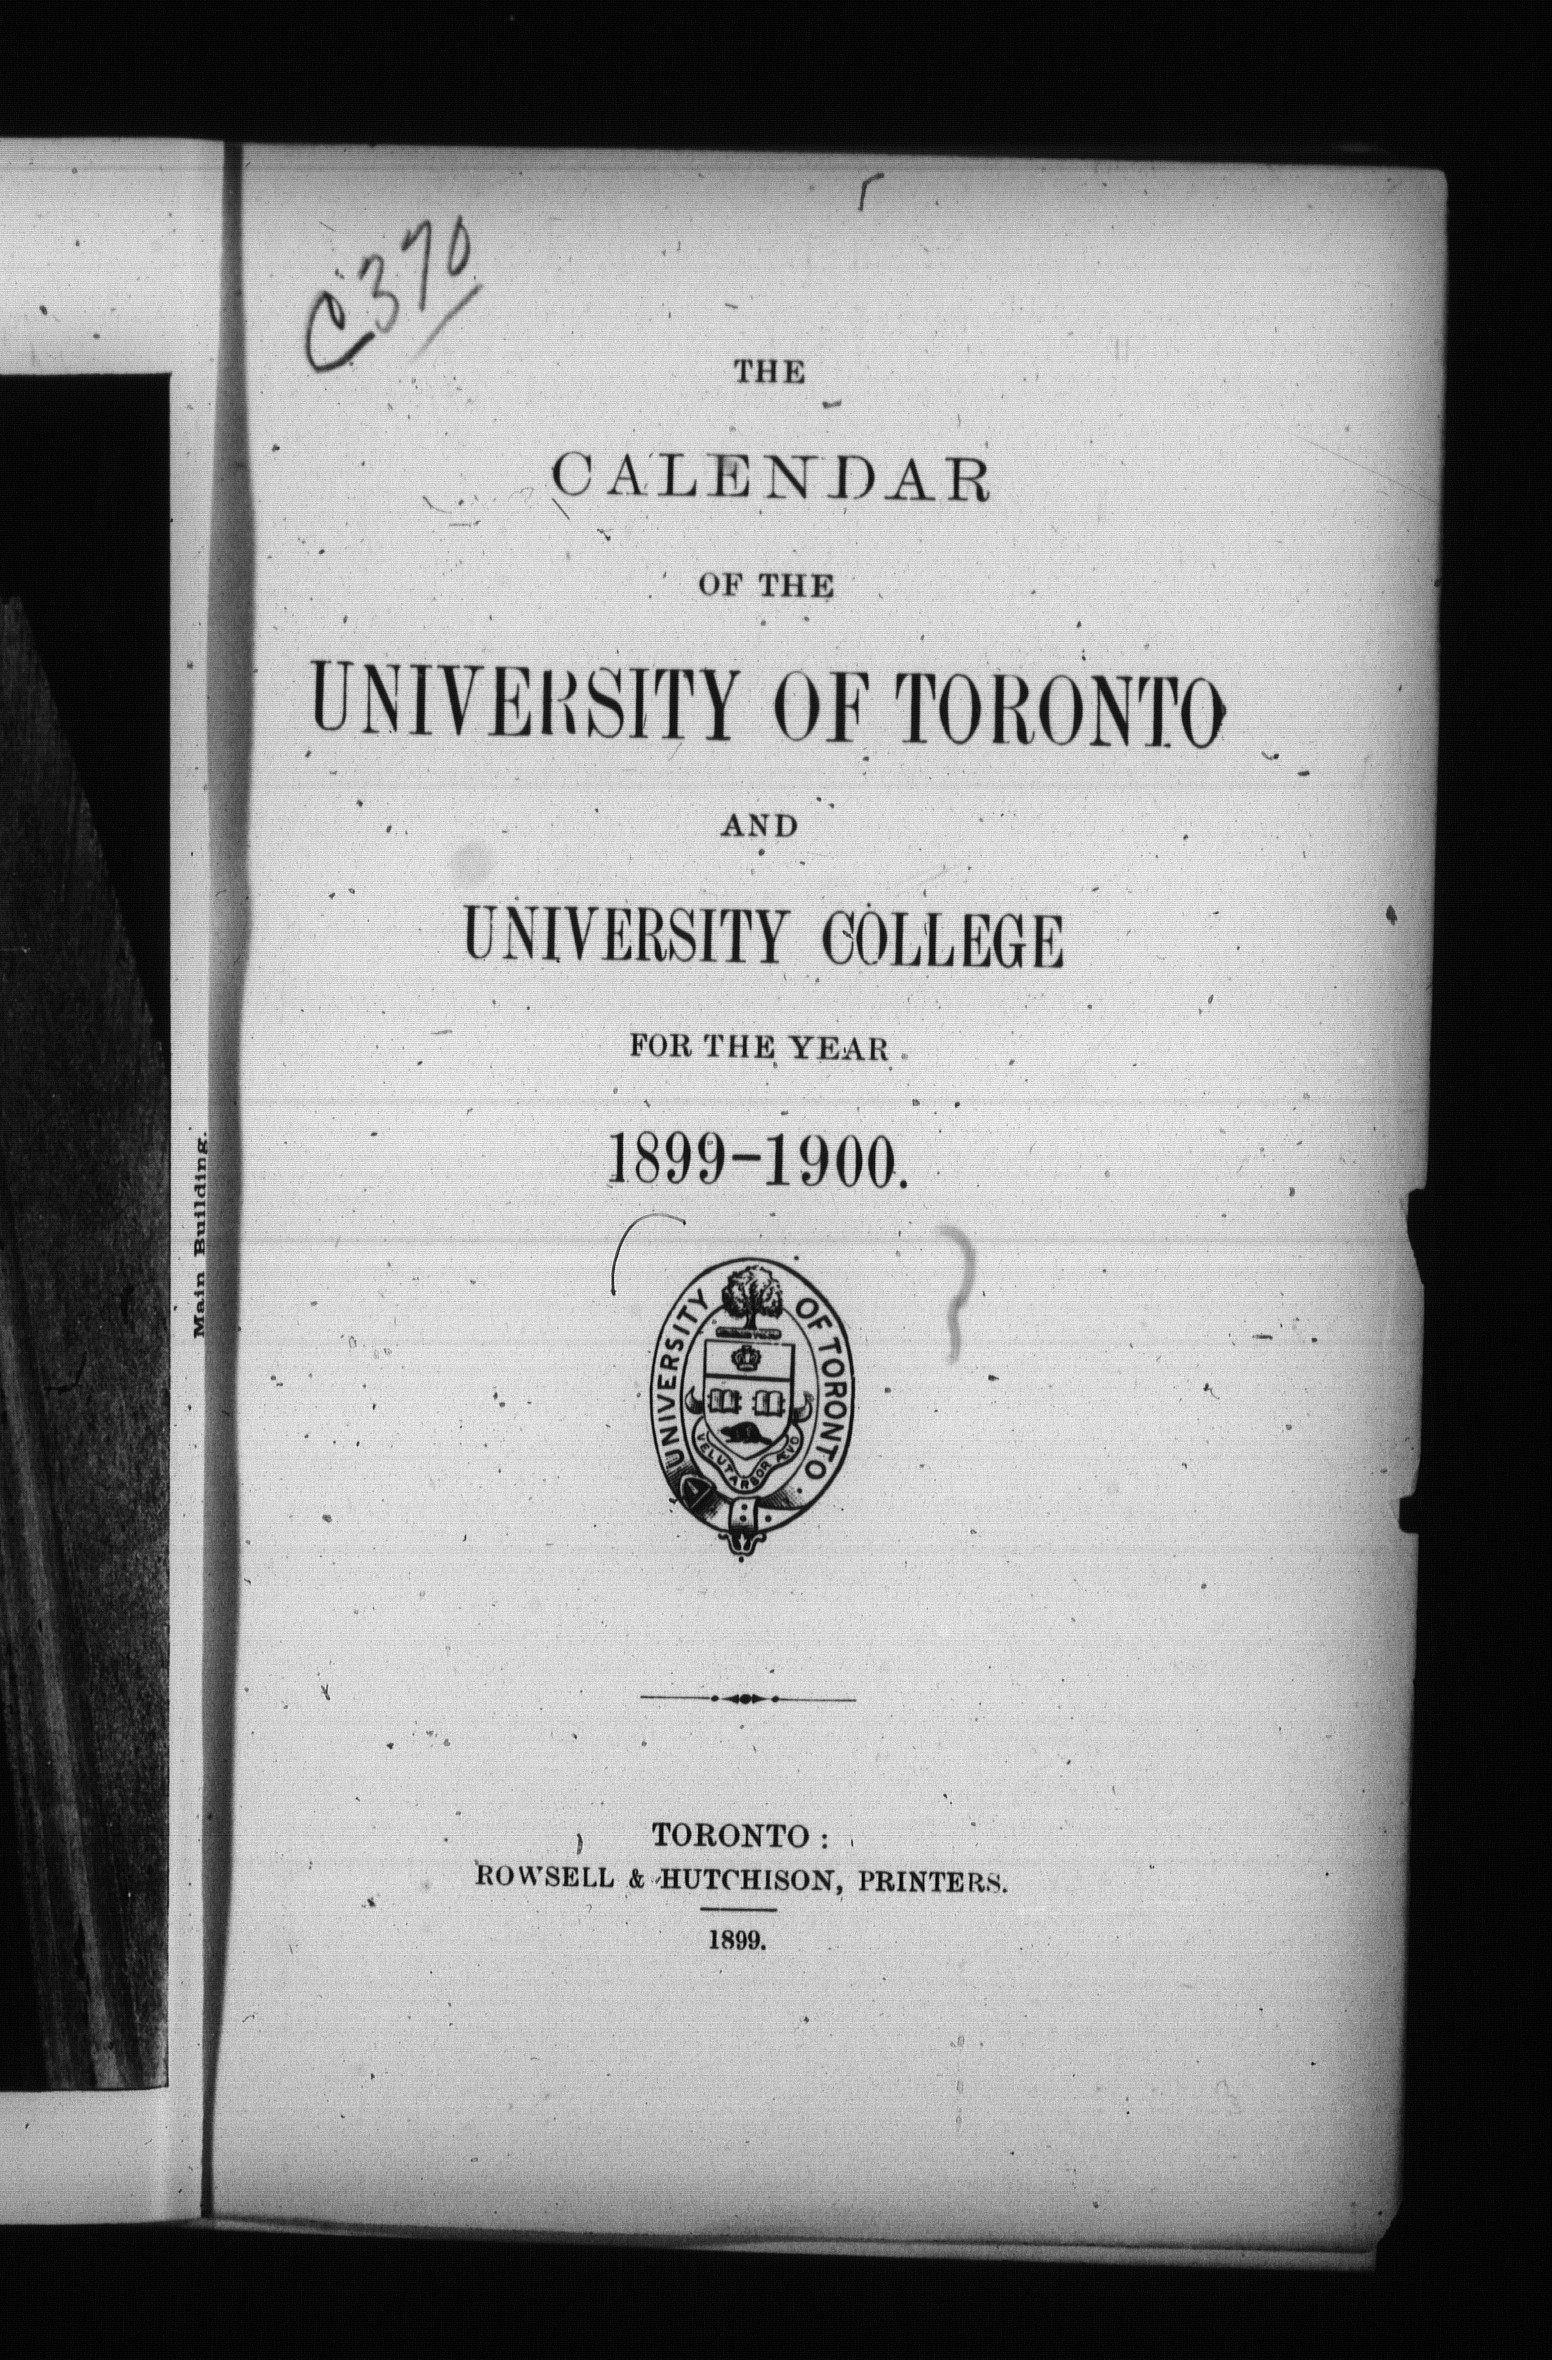 Main Building.
C370
THE
CALENDAR
OF THE
UNIVERSITY OF TORONTO
AND
UNIVERSITY COLLEGE
FOR THE YEAR
1899-1900.
UNIVERSITY OF TORONTO
VELUT ARBOR ÆVO
TORONTO:
ROWSELL & HUTCHISON, PRINTERS.
1899.